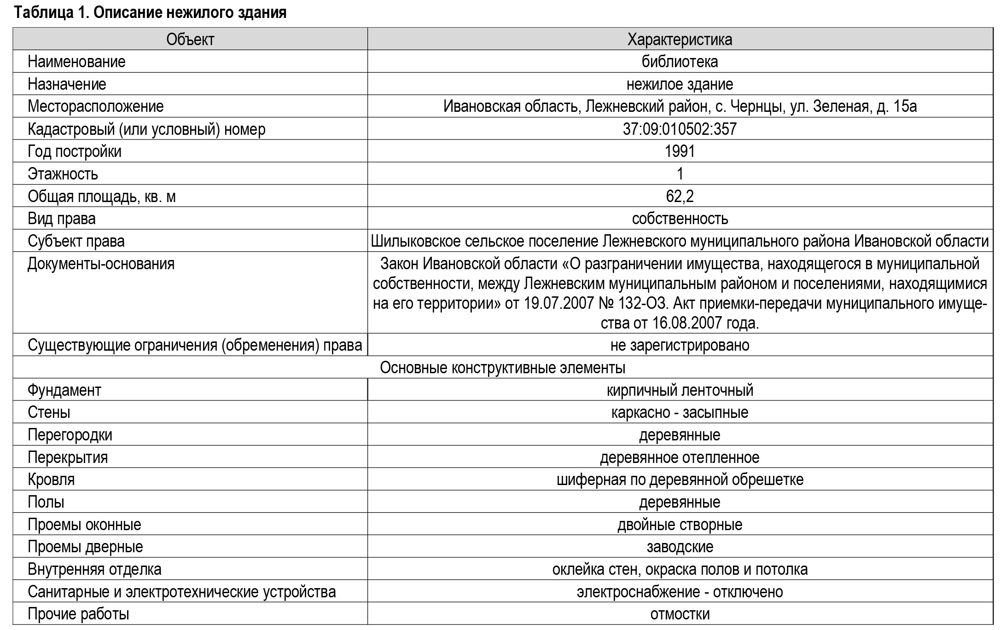 Таблица 1. Описание нежилого здания
Объект Характеристика
Наименование библиотека
Назначение нежилое здание
Месторасположение Ивановская область, Лежневский район, с. Чернцы, ул. Зеленая, д. 15а
Кадастровый (или условный) номер 37:09:010502:357
Год постройки 1991
Этажность 1
Общая площадь, кв. м 62,2
Вид права собственность
Субъект права Шилыковское сельское поселение Лежневского муниципального района Ивановской области
Документы-основания Закон Ивановской области «О разграничении имущества, находящегося в муниципальной
собственности, между Лежневским муниципальным районом и поселениями, находящимися
на его территории» от 19.07.2007 № 132-ОЗ. Акт приемки-передачи муниципального имуще-
ства от 16.08.2007 года.
Существующие ограничения (обременения) права не зарегистрировано
Основные конструктивные элементы
Фундамент кирпичный ленточный
Стены каркасно - засыпные
Перегородки деревянные
Перекрытия деревянное отепленное
Кровля шиферная по деревянной обрешетке
Полы деревянные
Проемы оконные двойные створные
Проемы дверные заводские
Внутренняя отделка оклейка стен, окраска полов и потолка
Санитарные и электротехнические устройства электроснабжение - отключено
Прочие работы отмостки